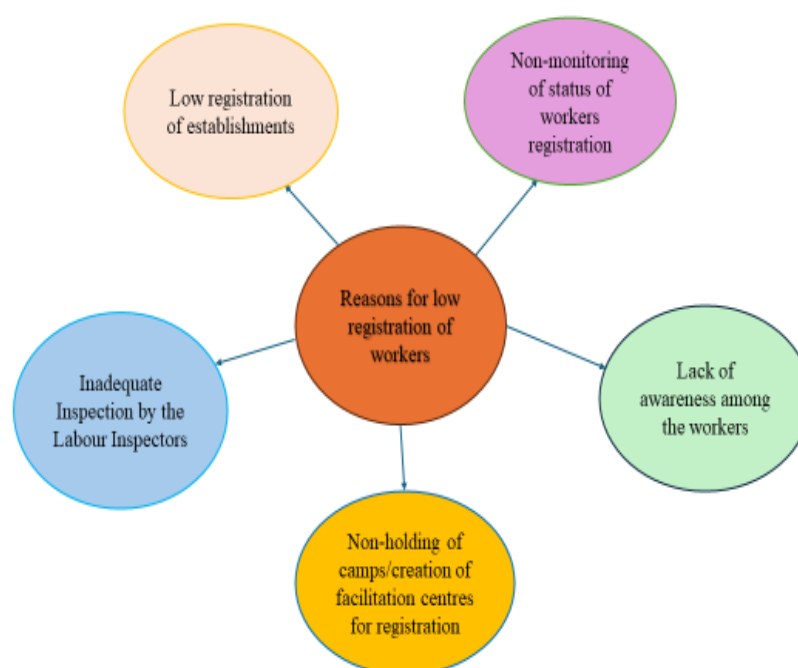 Low registration
of establishments
Non-monitoring
of status of
workers
registration
Reasons for low
registration of
workers
Inadequate
Inspection by the
Labour Inspectors
Lack of
awareness among
the workers
Non-holding of
camps/creation of
facilitation centres
for registration